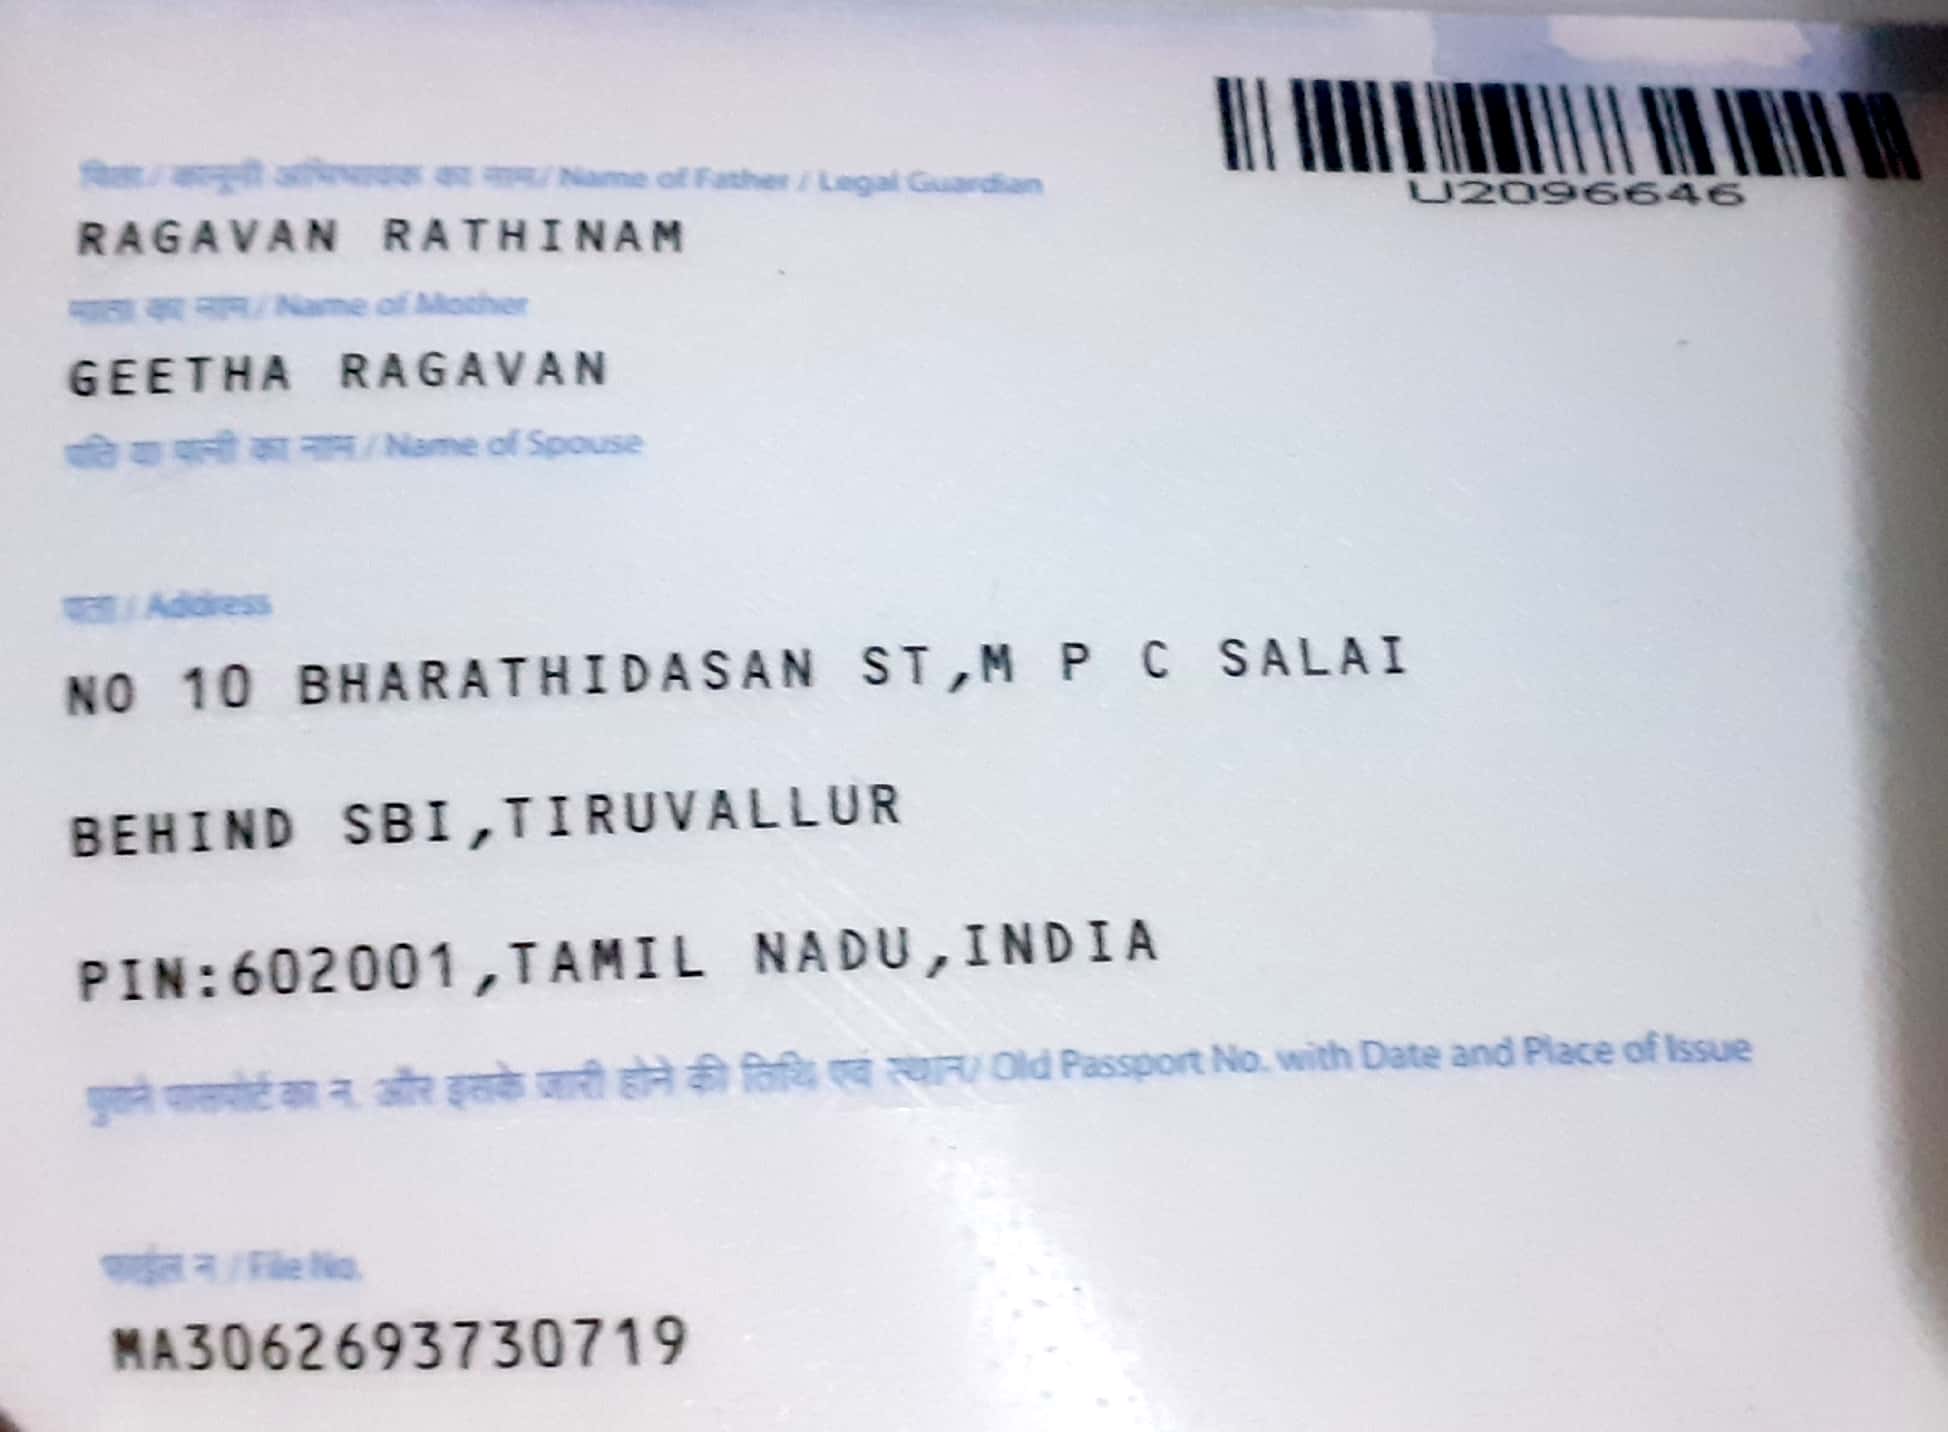 U2096646
पिता / कानूनी अभिभावक का नाम / Name of Father / Legal Guardian
RAGAVAN RATHINAM
माता का नाम / Name of Mother
GEETHA RAGAVAN
पति या पत्नी का नाम / Name of Spouse
पता / Address
NO 10 BHARATHIDASAN ST,M P C SALAI
BEHIND SBI,TIRUVALLUR
PIN:602001,TAMIL NADU,INDIA
पुराने पासपोर्ट का न. और इसके जारी होने की तिथि एवं स्थान / Old Passport No. with Date and Place of Issue
फाईल न / File No.
MA3062693730719